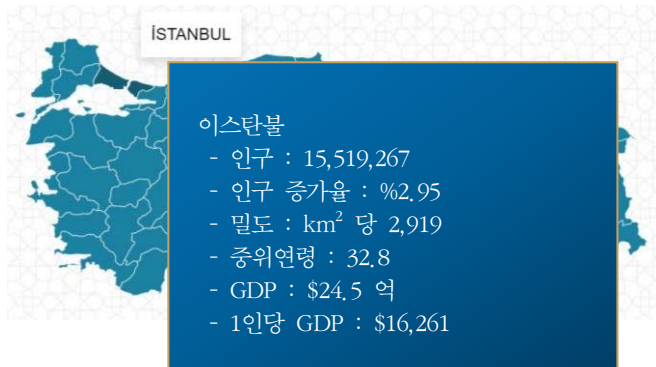 İSTANBUL
이스탄불
- 인구 : 15,519,267
- 인구 증가율 : %2.95
- 밀도 : km² 당 2,919
- 중위연령 : 32.8
- GDP : $24.5 억
- 1인당 GDP : $16,261